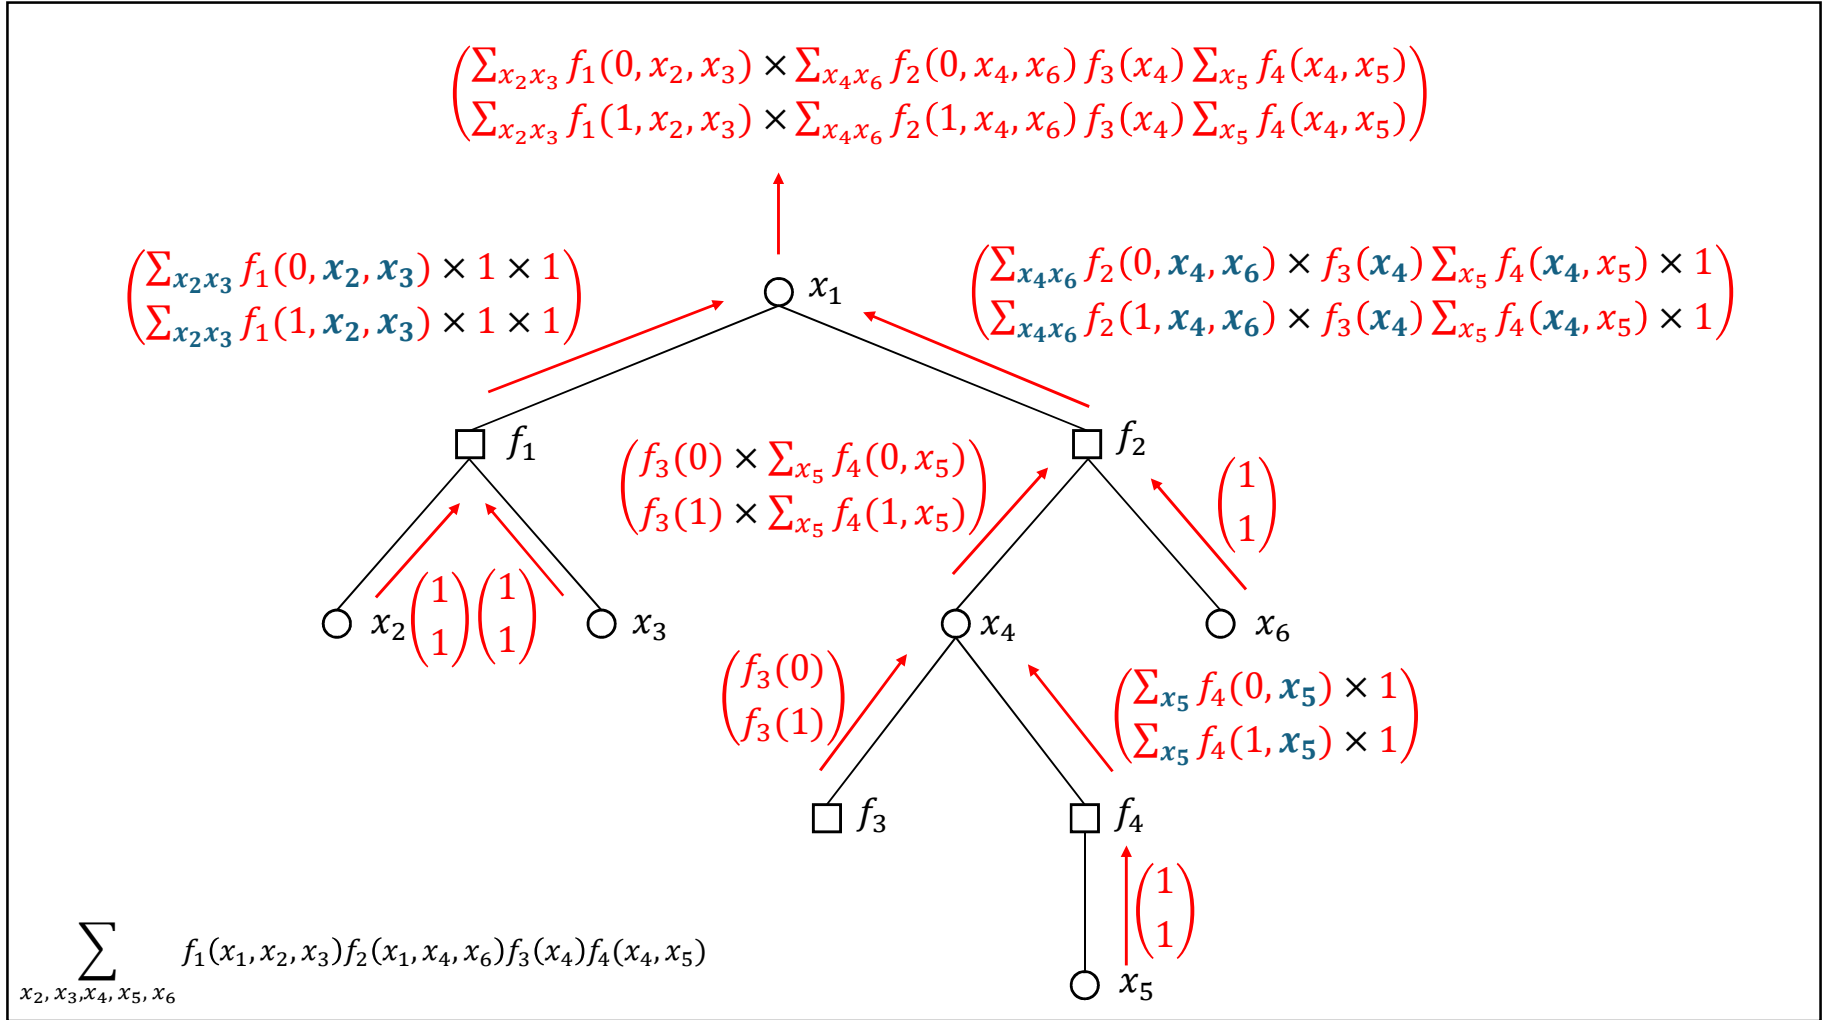 (∑_{x₂x₃} f₁(0, x₂, x₃) × ∑_{x₄x₆} f₂(0, x₄, x₆) f₃(x₄) ∑_{x₅} f₄(x₄, x₅)
∑_{x₂x₃} f₁(1, x₂, x₃) × ∑_{x₄x₆} f₂(1, x₄, x₆) f₃(x₄) ∑_{x₅} f₄(x₄, x₅))
(∑_{x₂x₃} f₁(0, x₂, x₃) × 1 × 1
∑_{x₂x₃} f₁(1, x₂, x₃) × 1 × 1)
x₁
(∑_{x₄x₆} f₂(0, x₄, x₆) × f₃(x₄) ∑_{x₅} f₄(x₄, x₅) × 1
∑_{x₄x₆} f₂(1, x₄, x₆) × f₃(x₄) ∑_{x₅} f₄(x₄, x₅) × 1)
f₁
(f₃(0) × ∑_{x₅} f₄(0, x₅)
f₃(1) × ∑_{x₅} f₄(1, x₅))
f₂
(1
1)
x₂
(1
1)
(1
1)
x₃
x₄
x₆
(f₃(0)
f₃(1))
(∑_{x₅} f₄(0, x₅) × 1
∑_{x₅} f₄(1, x₅) × 1)
f₃
f₄
(1
1)
x₅
∑_{x₂, x₃, x₄, x₅, x₆} f₁(x₁, x₂, x₃)f₂(x₁, x₄, x₆)f₃(x₄)f₄(x₄, x₅)